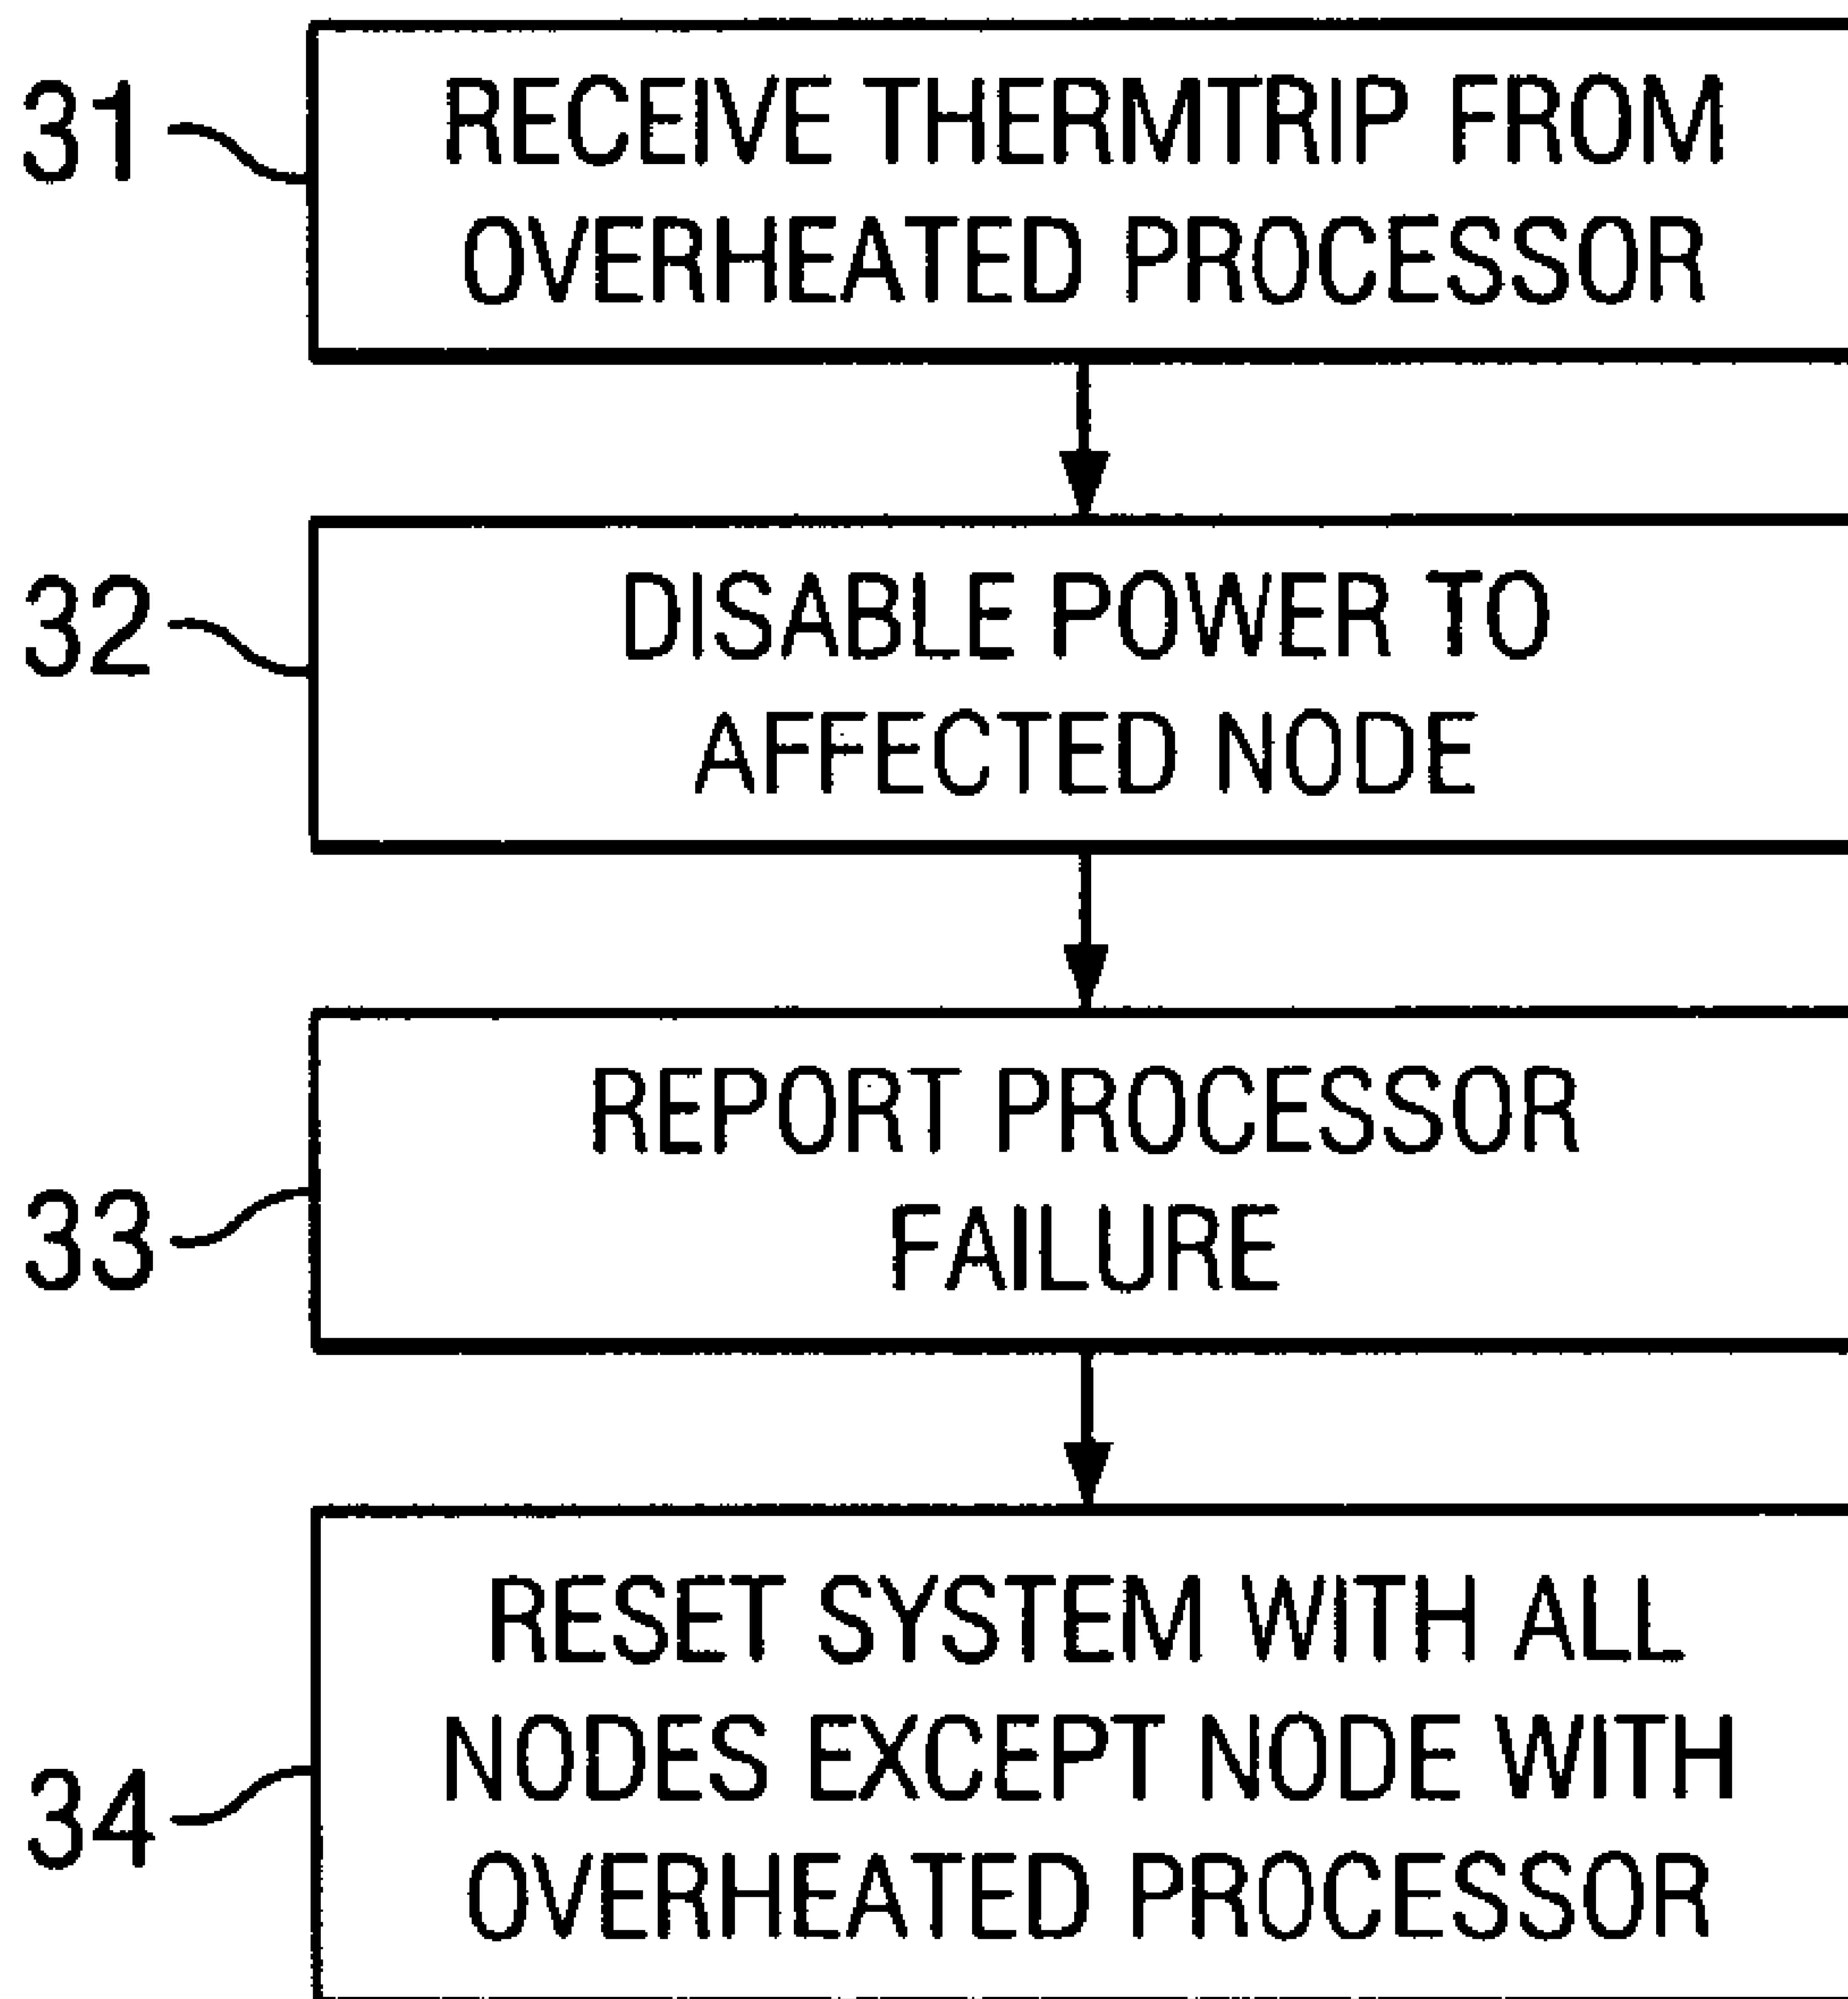 31
RECEIVE THERMTRIP FROM
OVERHEATED PROCESSOR
32
DISABLE POWER TO
AFFECTED NODE
33
REPORT PROCESSOR
FAILURE
34
RESET SYSTEM WITH ALL
NODES EXCEPT NODE WITH
OVERHEATED PROCESSOR